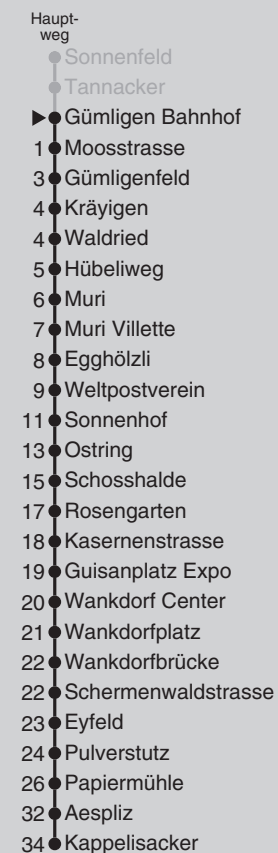 Haupt-
weg
Sonnenfeld
Tannacker
Gümligen Bahnhof
1 Moosstrasse
3 Gümligenfeld
4 Kräyigen
4 Waldried
5 Hübeliweg
6 Muri
7 Muri Villette
8 Egghölzli
9 Weltpostverein
11 Sonnenhof
13 Ostring
15 Schosshalde
17 Rosengarten
18 Kasernenstrasse
19 Guisanplatz Expo
20 Wankdorf Center
21 Wankdorfplatz
22 Wankdorfbrücke
22 Schermenwaldstrasse
23 Eyfeld
24 Pulverstutz
26 Papiermühle
32 Aespliz
34 Kappelisacker